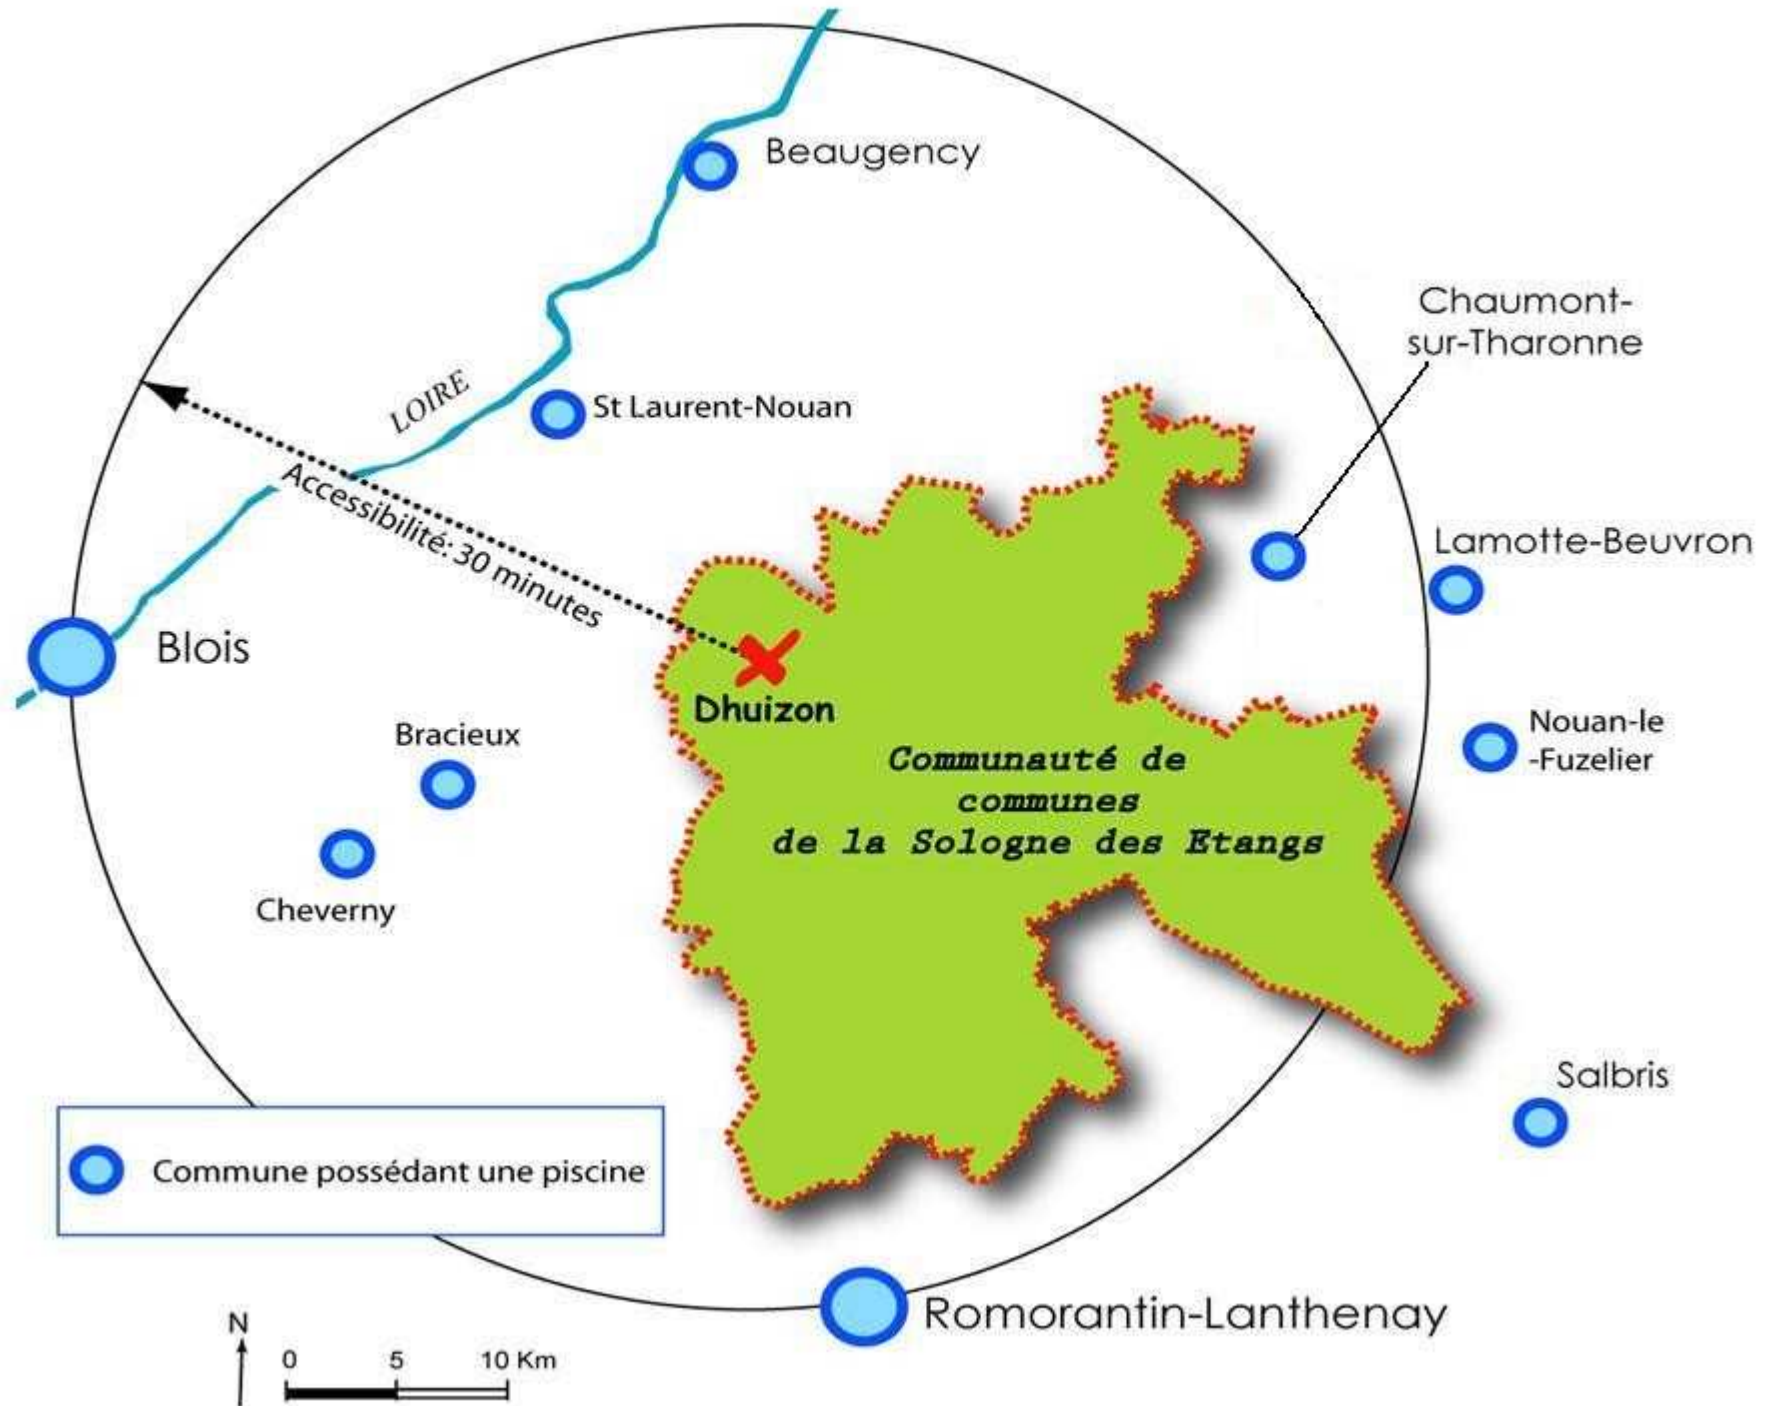 Beaugency
Chaumont-
sur-Tharonne
LOIRE
St Laurent-Nouan
Accessibilité: 30 minutes
Lamotte-Beuvron
Blois
Dhuizon
Bracieux
Nouan-le
-Fuzelier
Communauté de
communes
de la Sologne des Etangs
Cheverny
Salbris
Commune possédant une piscine
Romorantin-Lanthenay
N
0 5 10 Km